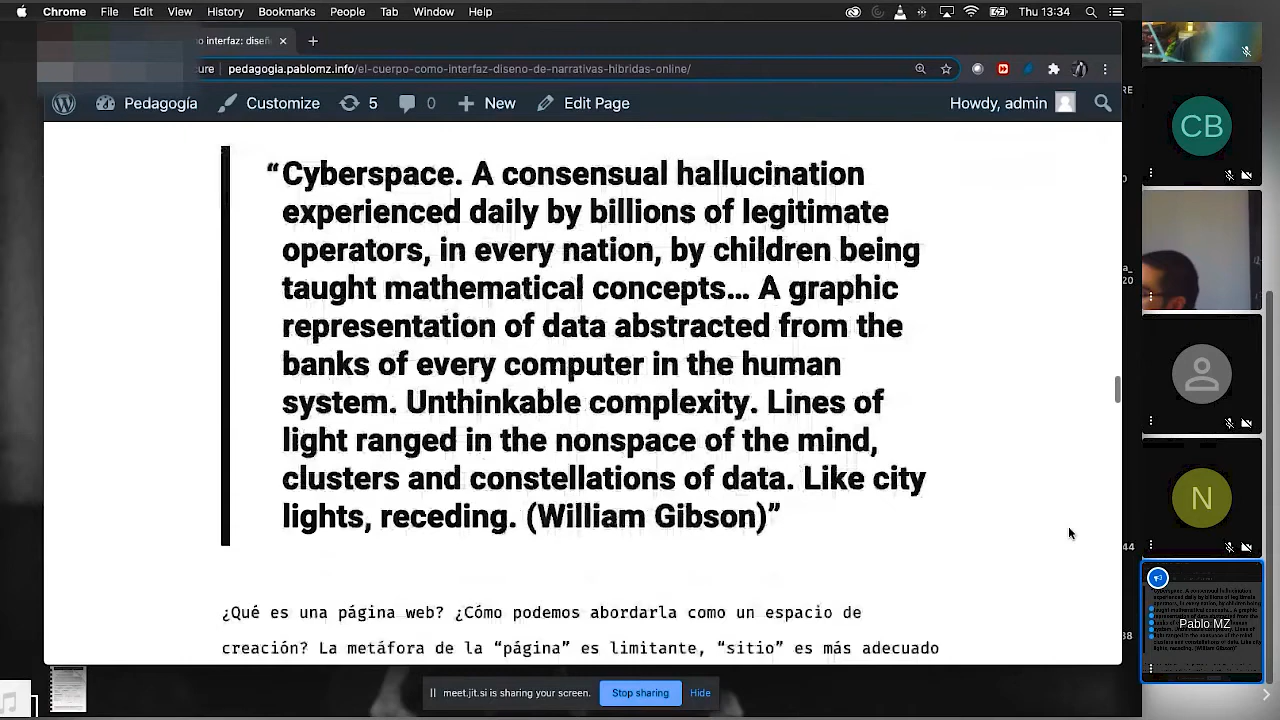 Chrome File Edit View History Bookmarks People Tab Window Help Thu 13:34
no interfaz: diseñ
pedagogia.pablomz.info/el-cuerpo-como-interfaz-diseno-de-narrativas-hibridas-online/
Pedagogía Customize 5 0 New Edit Page Howdy, admin
“Cyberspace. A consensual hallucination
experienced daily by billions of legitimate
operators, in every nation, by children being
taught mathematical concepts… A graphic
representation of data abstracted from the
banks of every computer in the human
system. Unthinkable complexity. Lines of
light ranged in the nonspace of the mind,
clusters and constellations of data. Like city
lights, receding. (William Gibson)”
¿Qué es una página web? ¿Cómo podemos abordarla como un espacio de
creación? La metáfora de la “página” es limitante, “sitio” es más adecuado
meet.jit.si is sharing your screen. Stop sharing Hide
CB
N
Pablo MZ